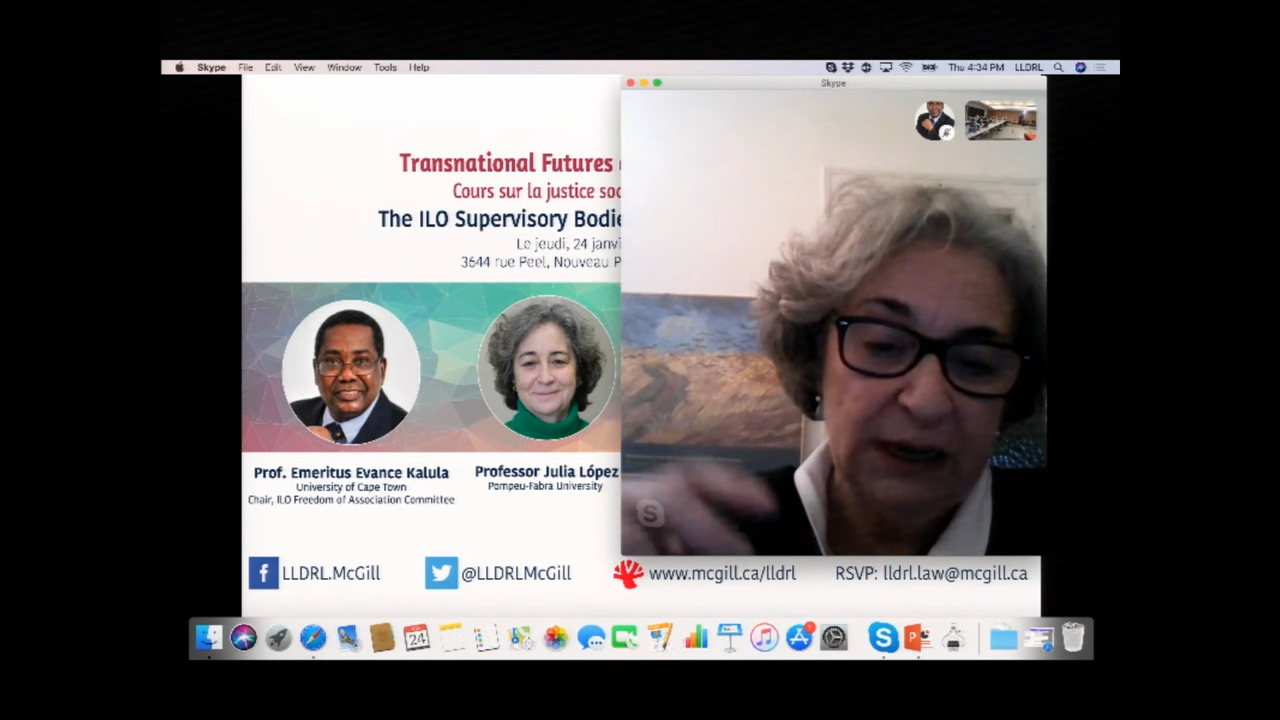 Skype File Edit View Window Tools Help
Thu 4:34 PM LLDRL
Skype
Transnational Futures
Cours sur la justice soc
The ILO Supervisory Bodie
Le jeudi, 24 janvi
3644 rue Peel, Nouveau P
Prof. Emeritus Evance Kalula
University of Cape Town
Chair, ILO Freedom of Association Committee
Professor Julia López
Pompeu-Fabra University
LLDRL.McGill
@LLDRLMcGill
www.mcgill.ca/lldrl
RSVP: lldrl.law@mcgill.ca
24